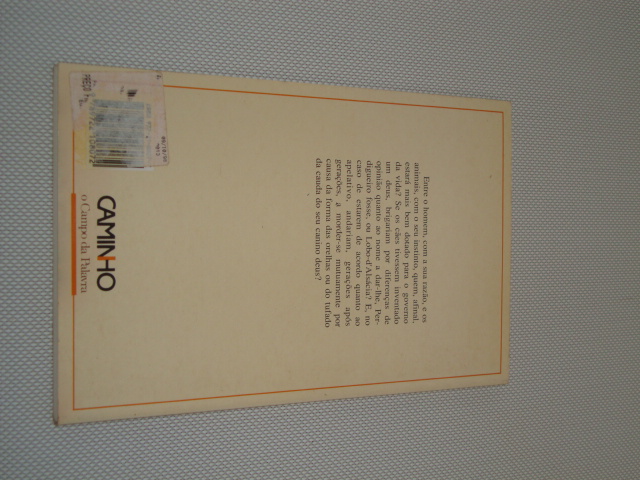 Entre o homem, com a sua razão, e os
animais, com o seu instinto, quem, afinal,
estará mais bem dotado para o governo
da vida? Se os cães tivessem inventado
um deus, brigariam por diferenças de
opinião quanto ao nome a dar-lhe, Per-
digueiro fosse, ou Lobo-d'Alsácia? E, no
caso de estarem de acordo quanto ao
apelativo, andariam, gerações após
gerações, a morder-se mutuamente por
causa da forma das orelhas ou do tufado
da cauda do seu canino deus?
CAMINHO
o Campo da Palavra